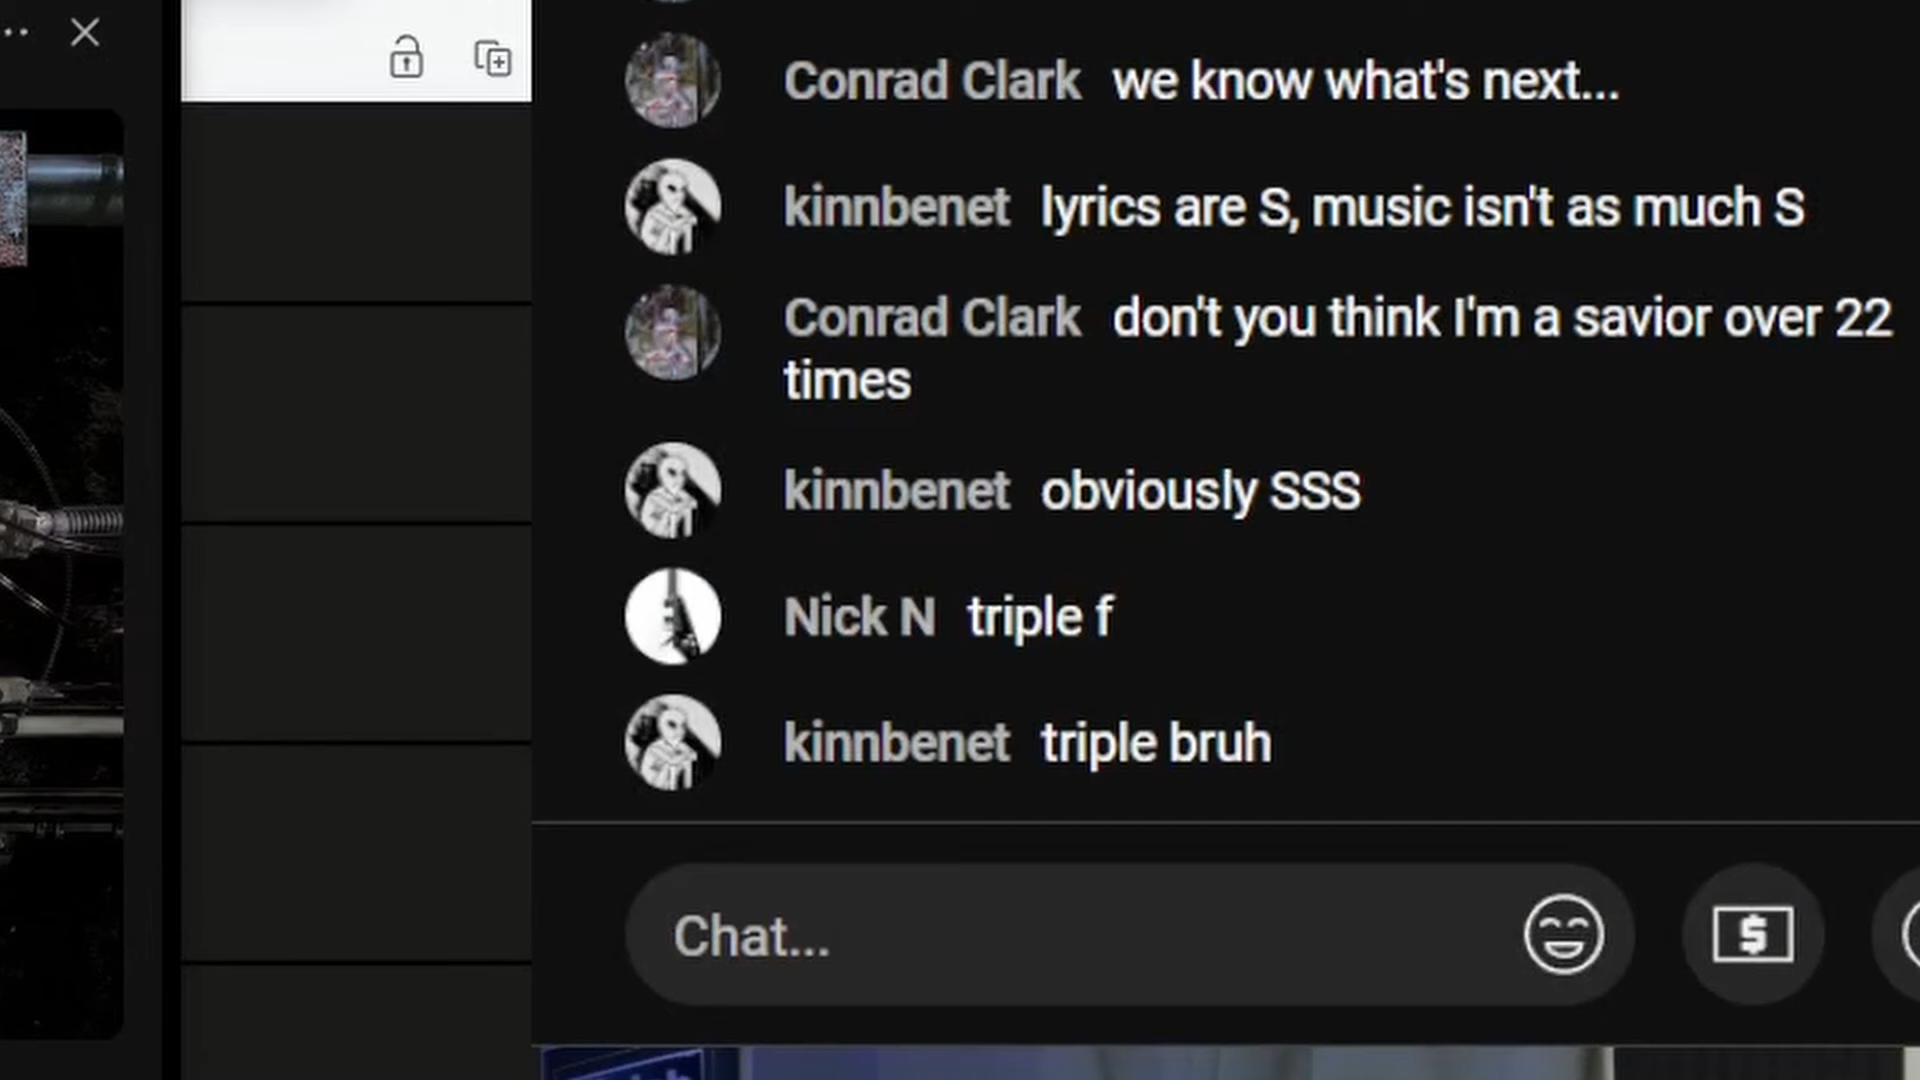 Conrad Clark we know what's next...
kinnbenet lyrics are S, music isn't as much S
Conrad Clark don't you think I'm a savior over 22
times
kinnbenet obviously SSS
Nick N triple f
kinnbenet triple bruh
Chat...